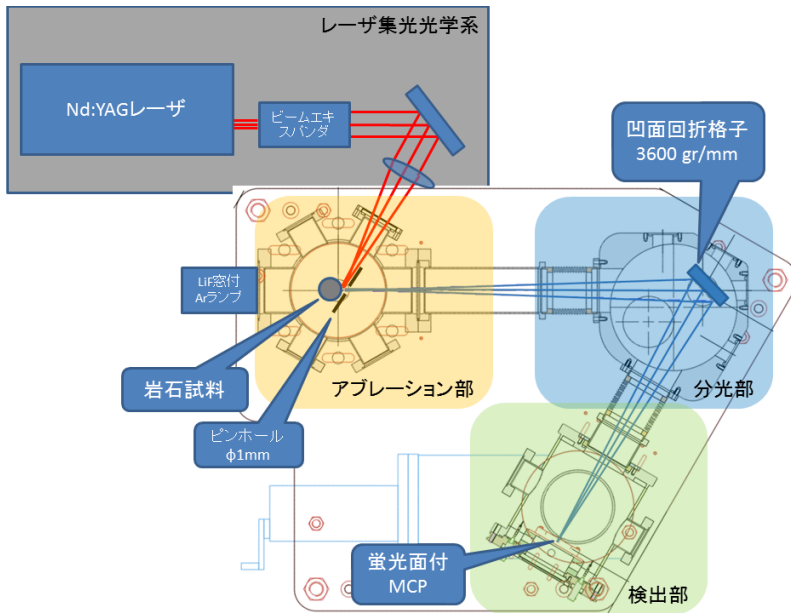 レーザ集光光学系
Nd:YAGレーザ
ビームエキ
スパンダ
凹面回折格子
3600 gr/mm
LiF窓付
Arランプ
岩石試料
アブレーション部
分光部
ピンホール
φ1mm
蛍光面付
MCP
検出部